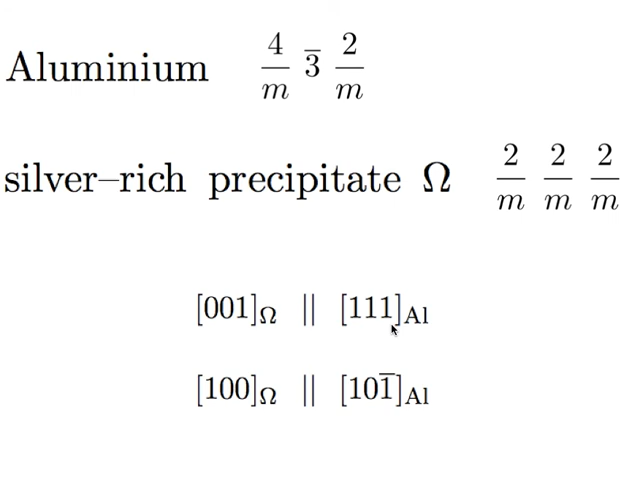 Aluminium 4/m 3̅ 2/m
silver–rich precipitate Ω 2/m 2/m 2/m
[001]Ω || [111]Al
[100]Ω || [101̅]Al